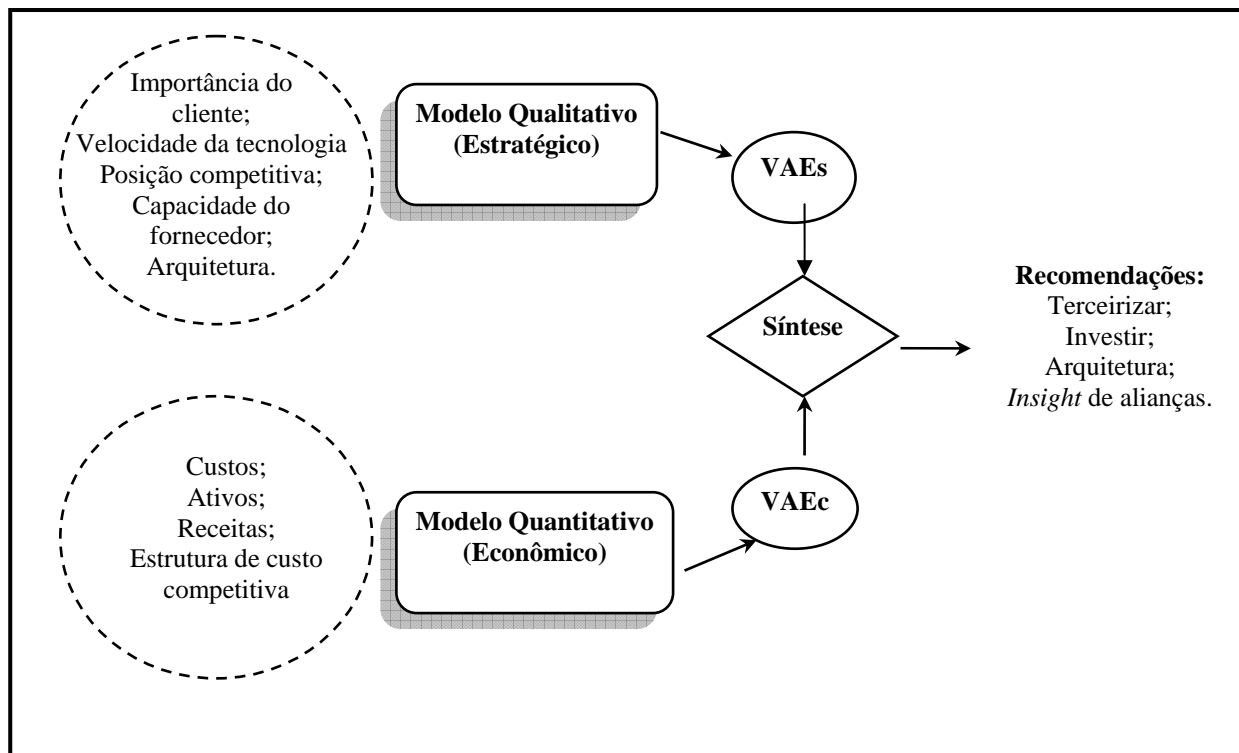 Importância do
cliente;
Velocidade da tecnologia
Posição competitiva;
Capacidade do
fornecedor;
Arquitetura.
Modelo Qualitativo
(Estratégico)
VAEs
Síntese
Recomendações:
Terceirizar;
Investir;
Arquitetura;
Insight de alianças.
Custos;
Ativos;
Receitas;
Estrutura de custo
competitiva
Modelo Quantitativo
(Econômico)
VAEc